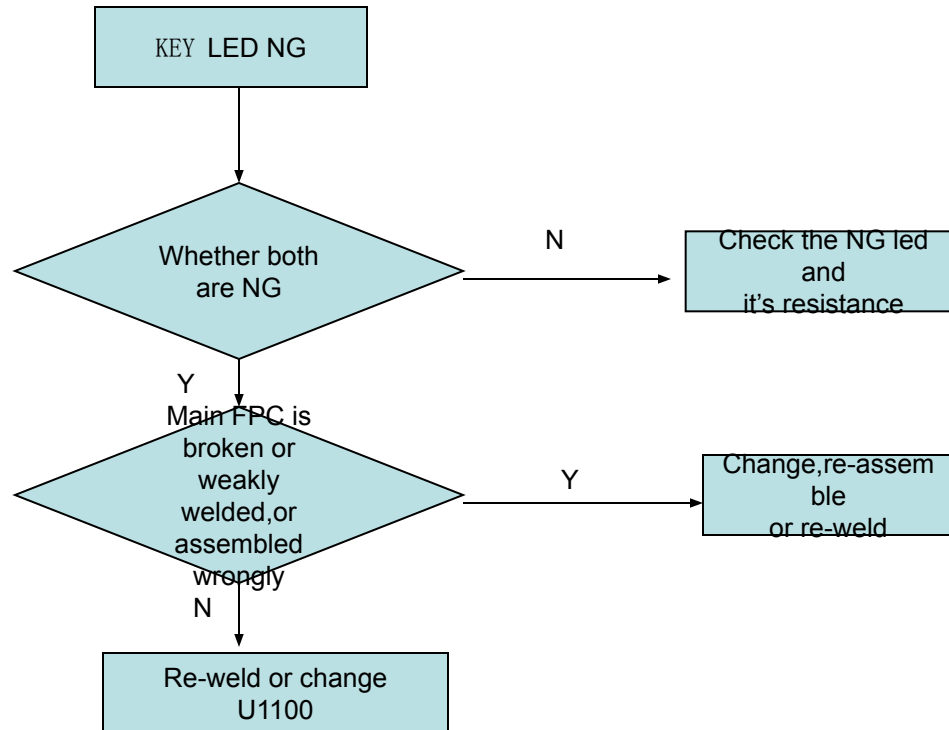 KEY LED NG
Whether both
are NG
N
Check the NG led
and
it’s resistance
Y
Main FPC is
broken or
weakly
welded,or
assembled
wrongly
Y
Change,re-assem
ble
or re-weld
N
Re-weld or change
U1100